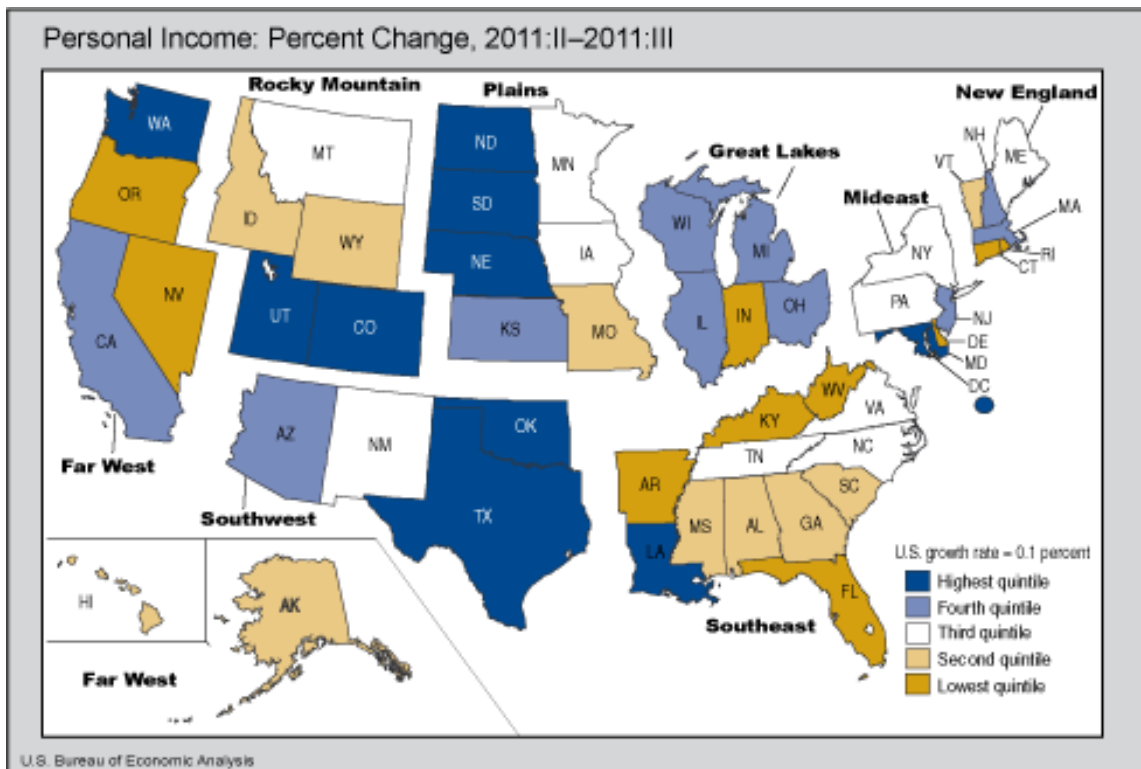 Personal Income: Percent Change, 2011:II–2011:III
Rocky Mountain
Plains
New England
Great Lakes
Mideast
Far West
Southwest
Southeast
Far West
WA
OR
CA
NV
ID
MT
WY
UT
CO
AZ
NM
TX
OK
ND
SD
NE
KS
MN
IA
MO
WI
MI
IL
IN
OH
NH
VT
ME
MA
RI
CT
NY
PA
NJ
DE
MD
DC
WV
VA
KY
NC
TN
SC
AR
LA
MS
AL
GA
FL
HI
AK
U.S. growth rate = 0.1 percent
Highest quintile
Fourth quintile
Third quintile
Second quintile
Lowest quintile
U.S. Bureau of Economic Analysis